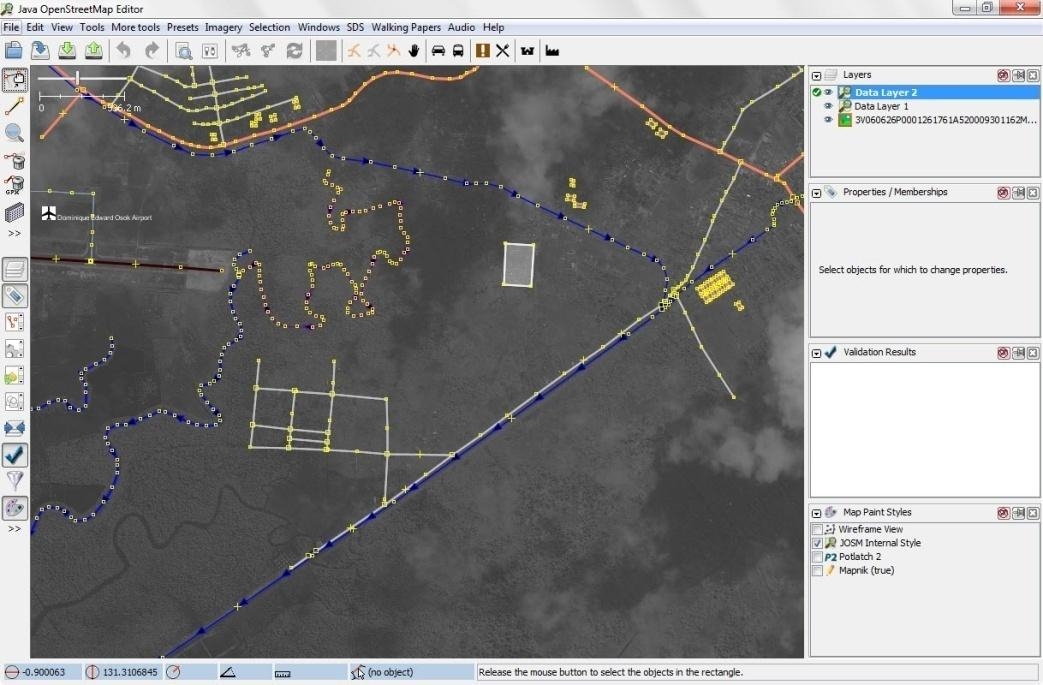 Java OpenStreetMap Editor
File Edit View Tools More tools Presets Imagery Selection Windows SDS Walking Papers Audio Help
Layers
Data Layer 2
Data Layer 1
3V060626P0001261761A520009301162M...
0
Dominique Edward Osok Airport
GPX
>>
Properties / Memberships
Select objects for which to change properties.
Validation Results
>>
Map Paint Styles
Wireframe View
JOSM Internal Style
P2 Potlatch 2
Mapnik (true)
-0.900063 131.3106845 (no object) Release the mouse button to select the objects in the rectangle.